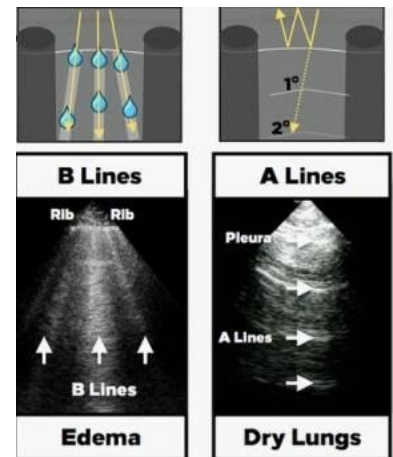 1°
2°
B Lines
A Lines
Rib
Rib
Pleura
A Lines
B Lines
Edema
Dry Lungs